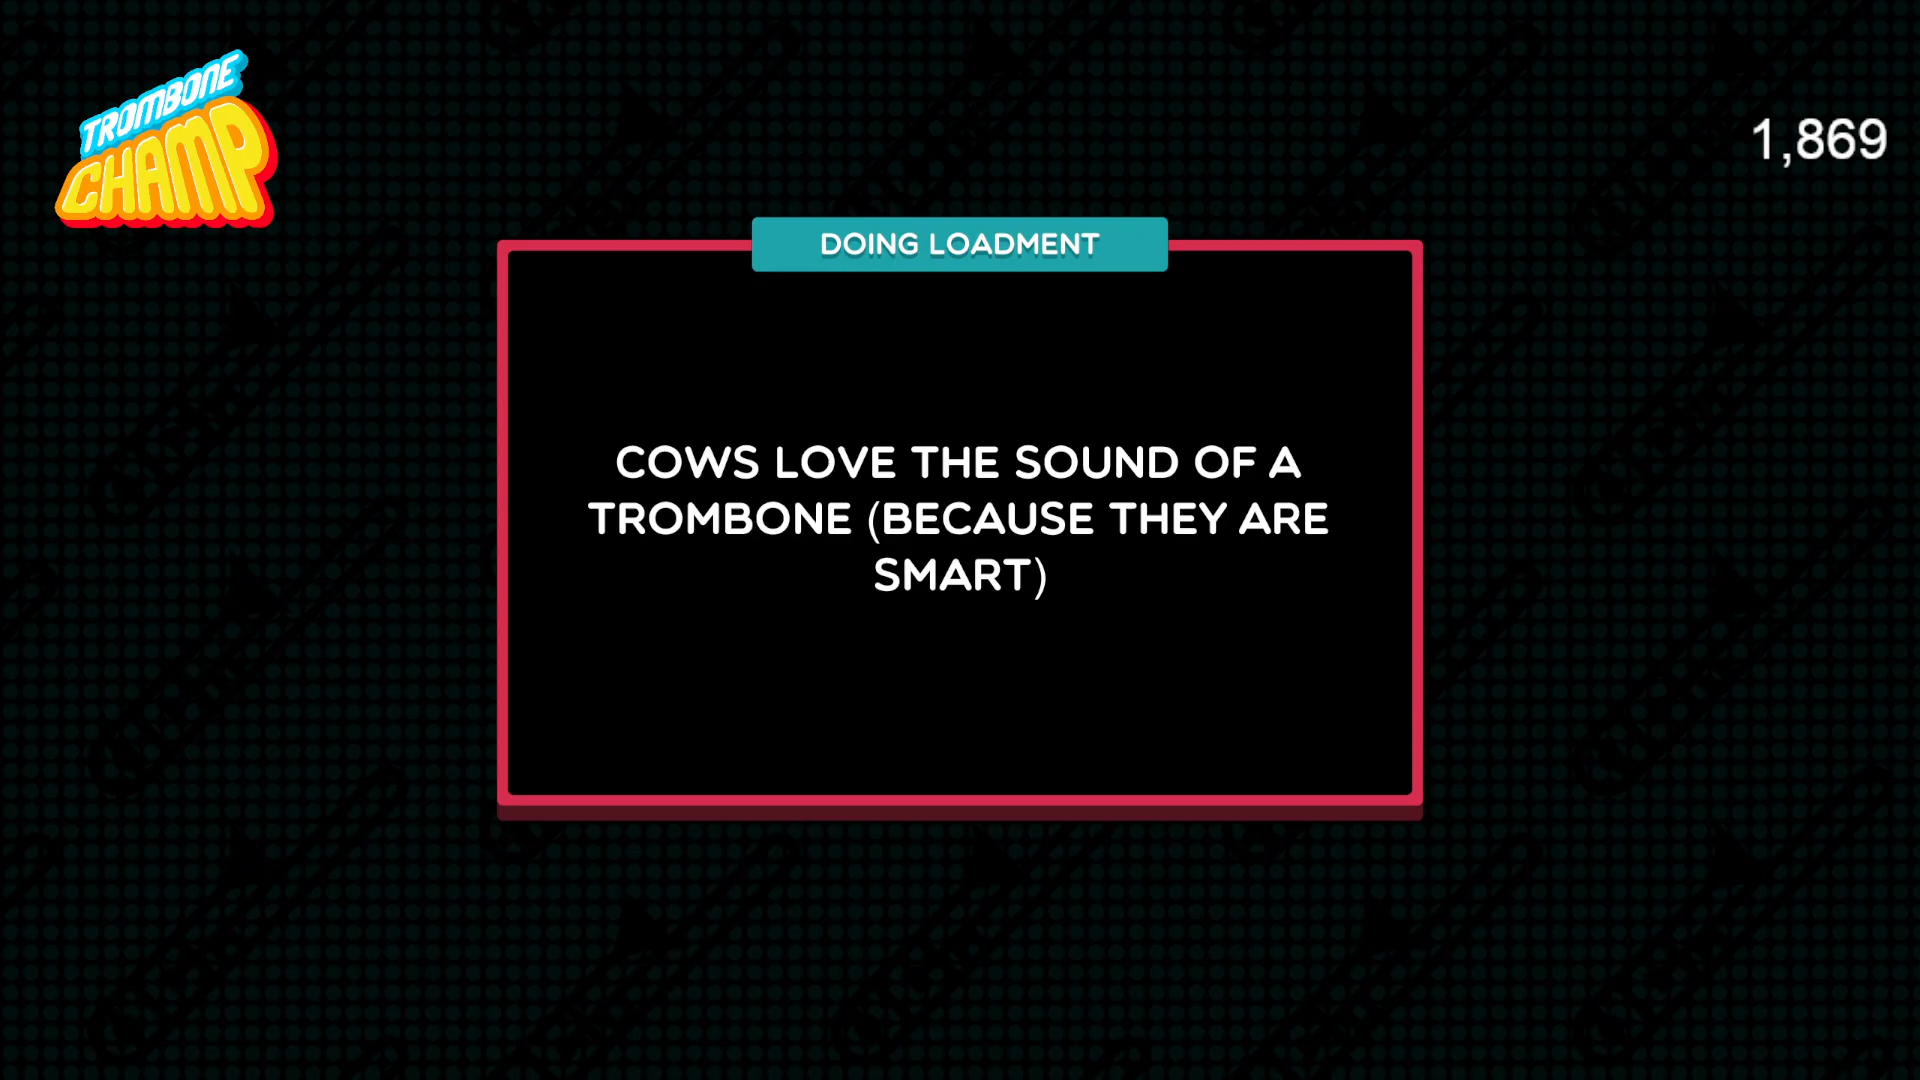 TROMBONE
CHAMP
1,869
DOING LOADMENT
COWS LOVE THE SOUND OF A
TROMBONE (BECAUSE THEY ARE
SMART)